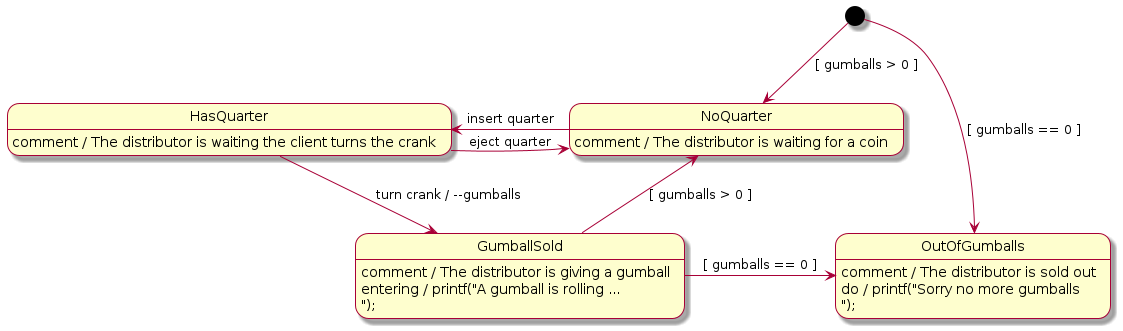 [ gumballs > 0 ]
HasQuarter
comment / The distributor is waiting the client turns the crank
insert quarter
eject quarter
NoQuarter
comment / The distributor is waiting for a coin
[ gumballs == 0 ]
turn crank / --gumballs
[ gumballs > 0 ]
GumballSold
comment / The distributor is giving a gumball
entering / printf("A gumball is rolling ...
");
[ gumballs == 0 ]
OutOfGumballs
comment / The distributor is sold out
do / printf("Sorry no more gumballs
");